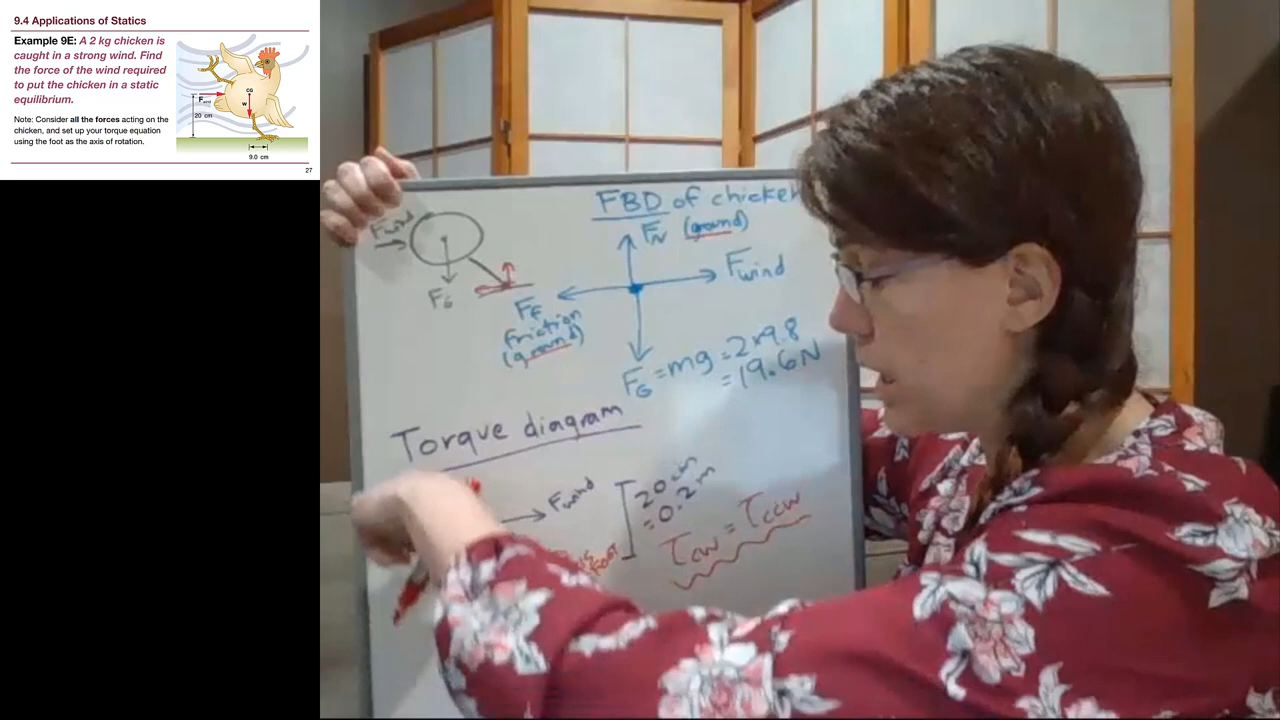 9.4 Applications of Statics
Example 9E: A 2 kg chicken is
caught in a strong wind. Find
the force of the wind required
to put the chicken in a static
equilibrium.
Note: Consider all the forces acting on the
chicken, and set up your torque equation
using the foot as the axis of rotation.
CG
Fwind
W
20 cm
9.0 cm
27
FBD of chicken
Fwind
FN (ground)
Fwind
FG
Ff
friction
(ground)
FG = mg = 2x9.8
= 19.6N
Torque diagram
Fwind
20 cm
= 0.2 m
FOOT
τcw = τccw